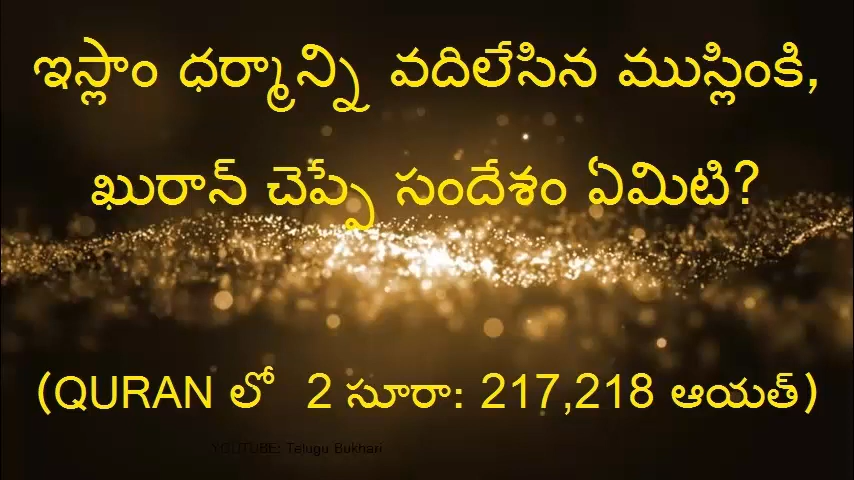 ఇస్లాం ధర్మాన్ని వదిలేసిన ముస్లింకి,
ఖురాన్ చెప్పే సందేశం ఏమిటి?
(QURAN లో 2 సూరా: 217,218 ఆయత్)
YOUTUBE: Telugu Bukhari